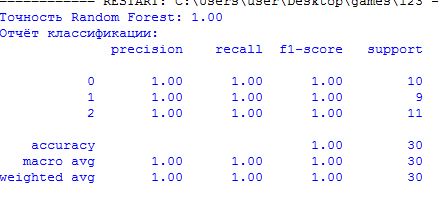 RESTART: C:\Users\user\Desktop\games\123 -
Точность Random Forest: 1.00
Отчёт классификации:
precision recall f1-score support
0 1.00 1.00 1.00 10
1 1.00 1.00 1.00 9
2 1.00 1.00 1.00 11
accuracy 1.00 30
macro avg 1.00 1.00 1.00 30
weighted avg 1.00 1.00 1.00 30